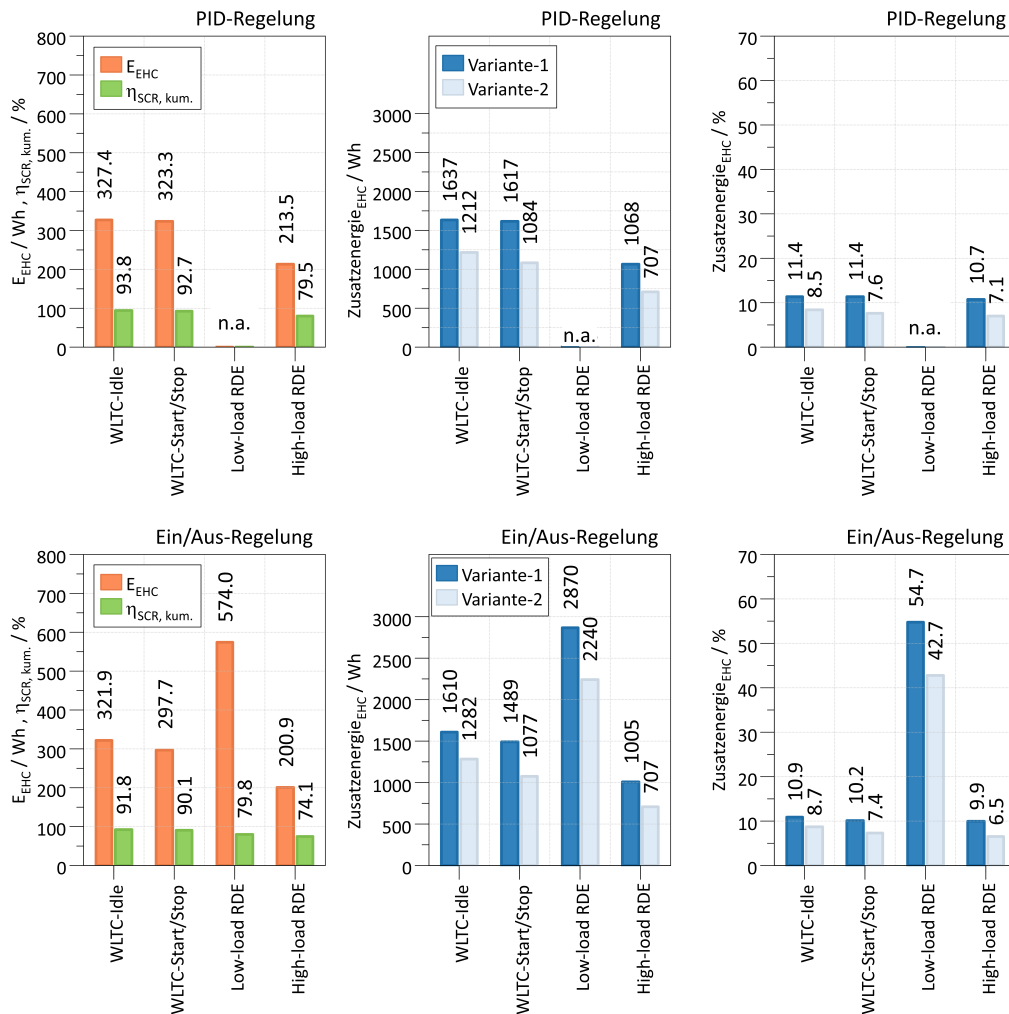 PID-Regelung
E_EHC / Wh , η_SCR, kum. / %
800
700
600
500
400
300
200
100
0
E_EHC
η_SCR, kum.
327.4
93.8
323.3
92.7
n.a.
213.5
79.5
WLTC-Idle
WLTC-Start/Stop
Low-load RDE
High-load RDE
PID-Regelung
Zusatzenergie_EHC / Wh
3000
2500
2000
1500
1000
500
0
Variante-1
Variante-2
1637
1212
1617
1084
n.a.
1068
707
WLTC-Idle
WLTC-Start/Stop
Low-load RDE
High-load RDE
PID-Regelung
Zusatzenergie_EHC / %
70
60
50
40
30
20
10
0
11.4
8.5
11.4
7.6
n.a.
10.7
7.1
WLTC-Idle
WLTC-Start/Stop
Low-load RDE
High-load RDE
Ein/Aus-Regelung
E_EHC / Wh , η_SCR, kum. / %
800
700
600
500
400
300
200
100
0
E_EHC
η_SCR, kum.
321.9
91.8
297.7
90.1
574.0
79.8
200.9
74.1
WLTC-Idle
WLTC-Start/Stop
Low-load RDE
High-load RDE
Ein/Aus-Regelung
Zusatzenergie_EHC / Wh
3000
2500
2000
1500
1000
500
0
Variante-1
Variante-2
1610
1282
1489
1077
2870
2240
1005
707
WLTC-Idle
WLTC-Start/Stop
Low-load RDE
High-load RDE
Ein/Aus-Regelung
Zusatzenergie_EHC / %
70
60
50
40
30
20
10
0
10.9
8.7
10.2
7.4
54.7
42.7
9.9
6.5
WLTC-Idle
WLTC-Start/Stop
Low-load RDE
High-load RDE